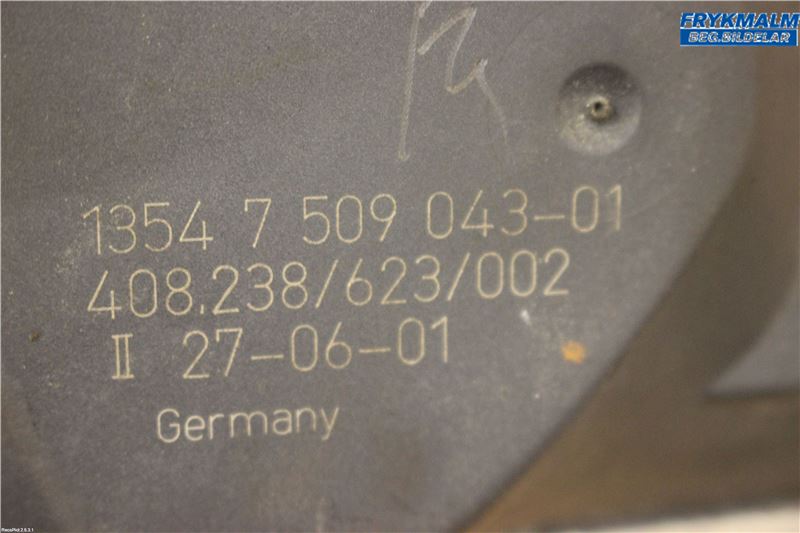 FRYKMALM
BEG.BILDELAR
1354 7 509 043-01
408.238/623/002
II 27-06-01
Germany